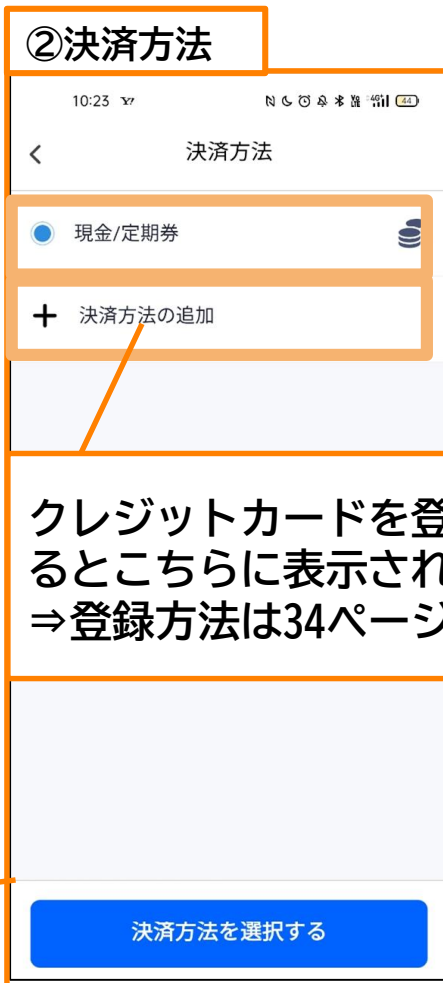 ②決済方法
10:23
44
決済方法
現金/定期券
決済方法の追加
クレジットカードを登
るとこちらに表示され
⇒登録方法は34ページ
決済方法を選択する